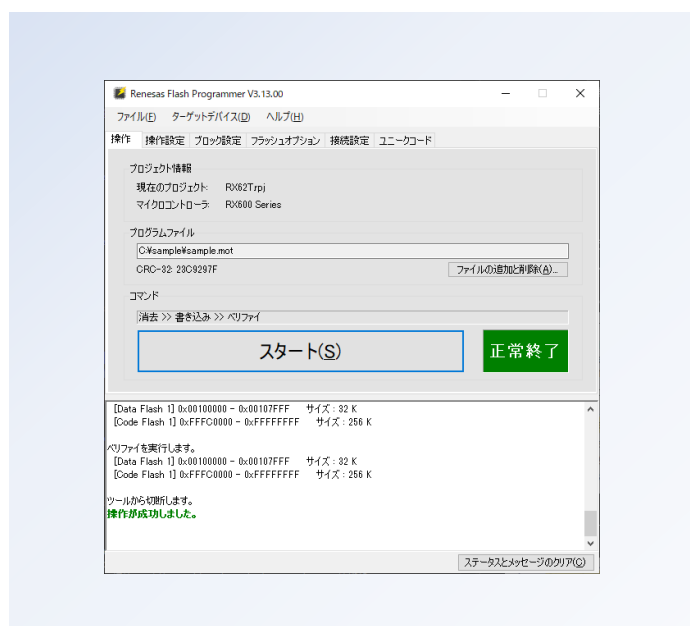 Renesas Flash Programmer V3.13.00
ファイル(F) ターゲットデバイス(D) ヘルプ(H)
操作 操作設定 ブロック設定 フラッシュオプション 接続設定 ユニークコード
プロジェクト情報
現在のプロジェクト: RX62T.rpj
マイクロコントローラ: RX600 Series
プログラムファイル
C:¥sample¥sample.mot
CRC-32: 23C9297F ファイルの追加と削除(A)...
コマンド
消去 >> 書き込み >> ベリファイ
スタート(S) 正常終了
[Data Flash 1] 0x00100000 - 0x00107FFF サイズ : 32 K
[Code Flash 1] 0xFFFC0000 - 0xFFFFFFFF サイズ : 256 K
ベリファイを実行します。
[Data Flash 1] 0x00100000 - 0x00107FFF サイズ : 32 K
[Code Flash 1] 0xFFFC0000 - 0xFFFFFFFF サイズ : 256 K
ツールから切断します。
操作が成功しました。
ステータスとメッセージのクリア(C)